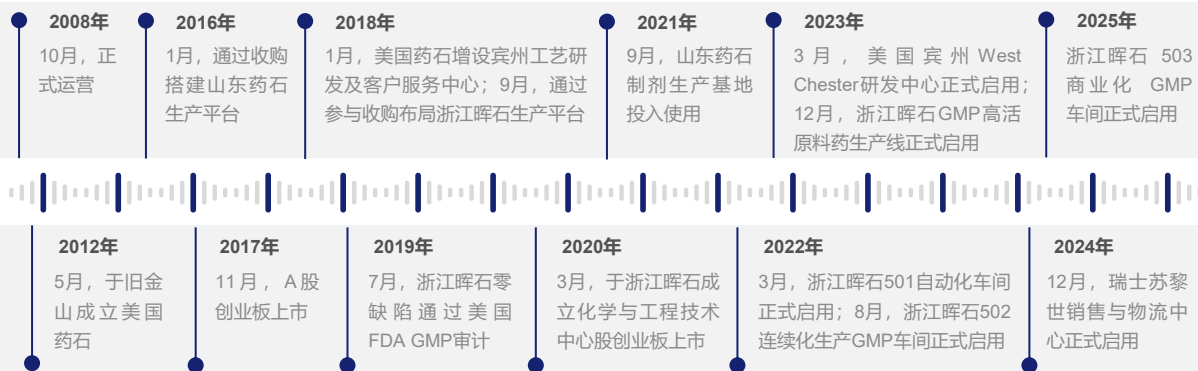 2008年
10月，正
式运营
2016年
1月，通过收购
搭建山东药石
生产平台
2018年
1月，美国药石增设宾州工艺研
发及客户服务中心；9月，通过
参与收购布局浙江晖石生产平台
2021年
9月，山东药石
制剂生产基地
投入使用
2023年
3月，美国宾州West
Chester研发中心正式启用；
12月，浙江晖石GMP高活
原料药生产线正式启用
2025年
浙江晖石 503
商业化 GMP
车间正式启用
2012年
5月，于旧金
山成立美国
药石
2017年
11月，A股
创业板上市
2019年
7月，浙江晖石零
缺陷通过美国
FDA GMP审计
2020年
3月，于浙江晖石成
立化学与工程技术
中心股创业板上市
2022年
3月，浙江晖石501自动化车间
正式启用；8月，浙江晖石502
连续化生产GMP车间正式启用
2024年
12月，瑞士苏黎
世销售与物流中
心正式启用